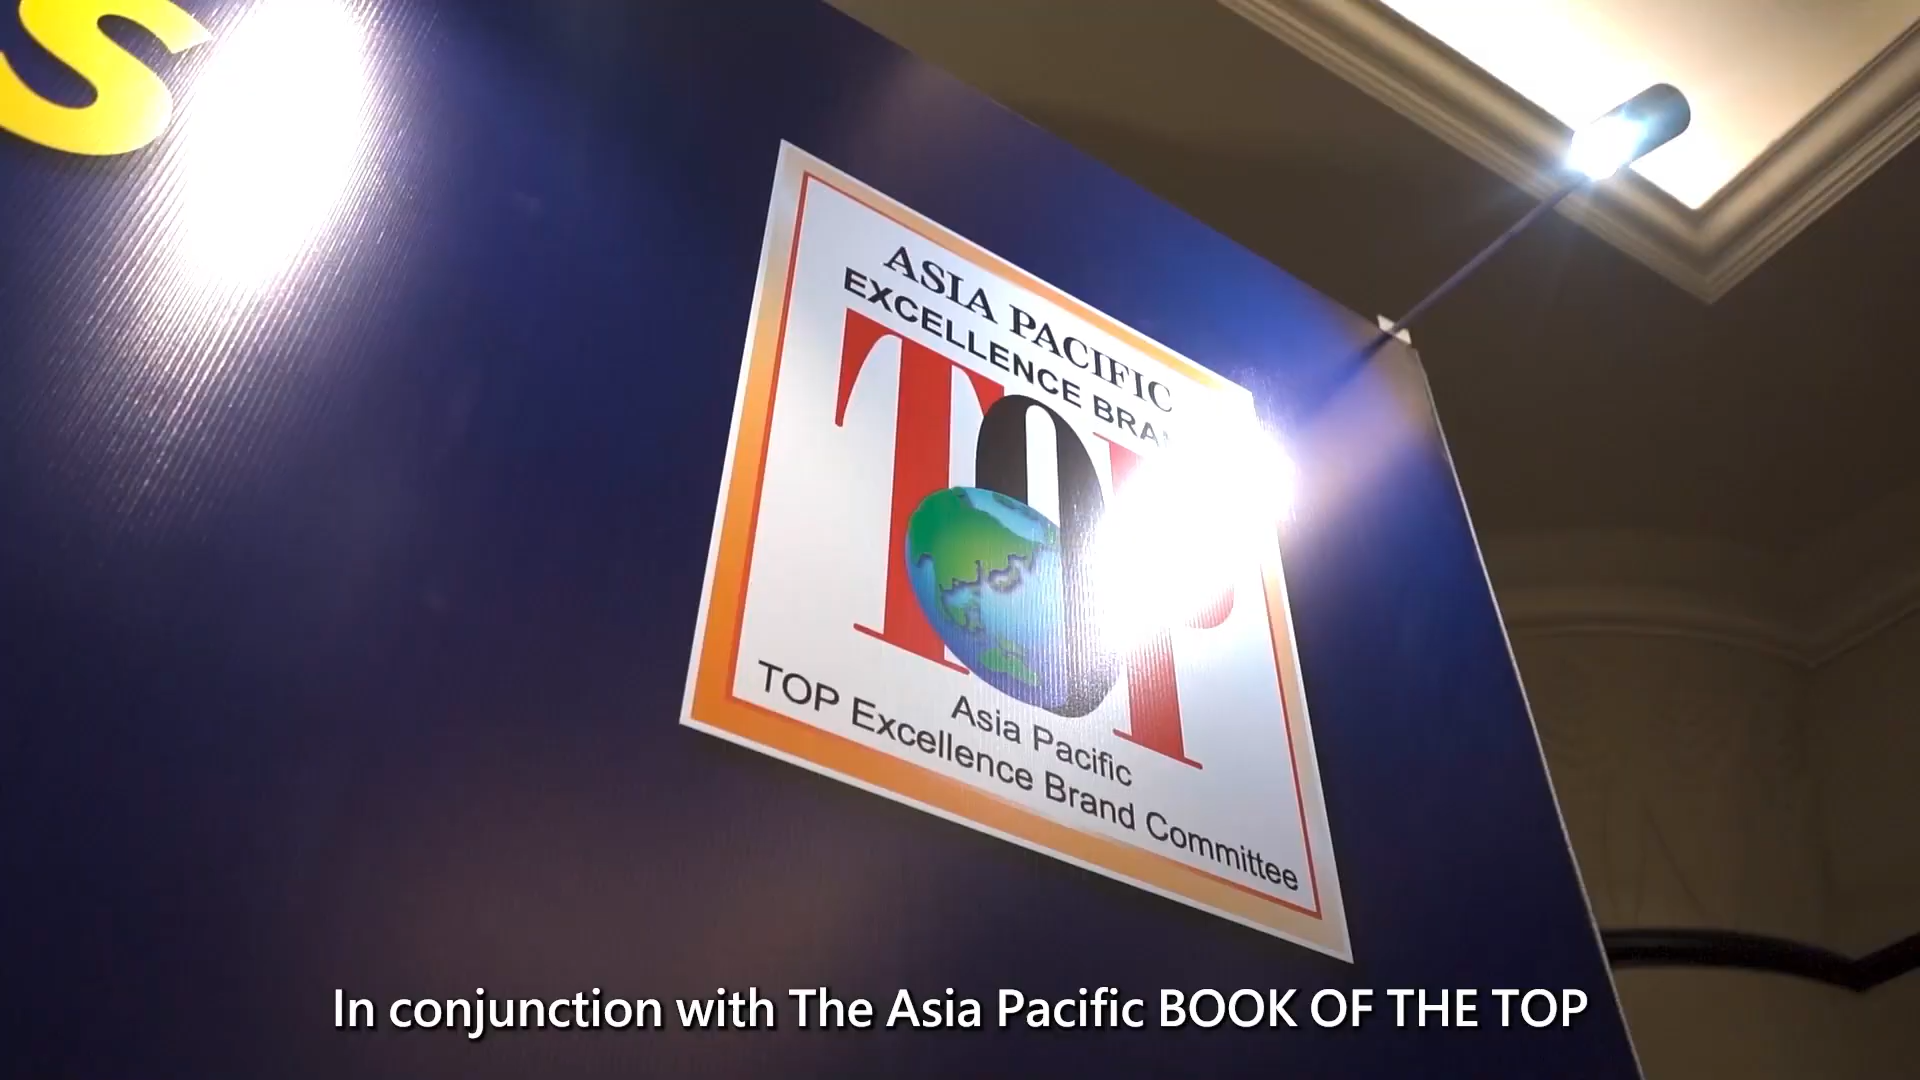 S
ASIA PACIFIC
EXCELLENCE
TOP
Asia Pacific
TOP Excellence Brand Committee
In conjunction with The Asia Pacific BOOK OF THE TOP